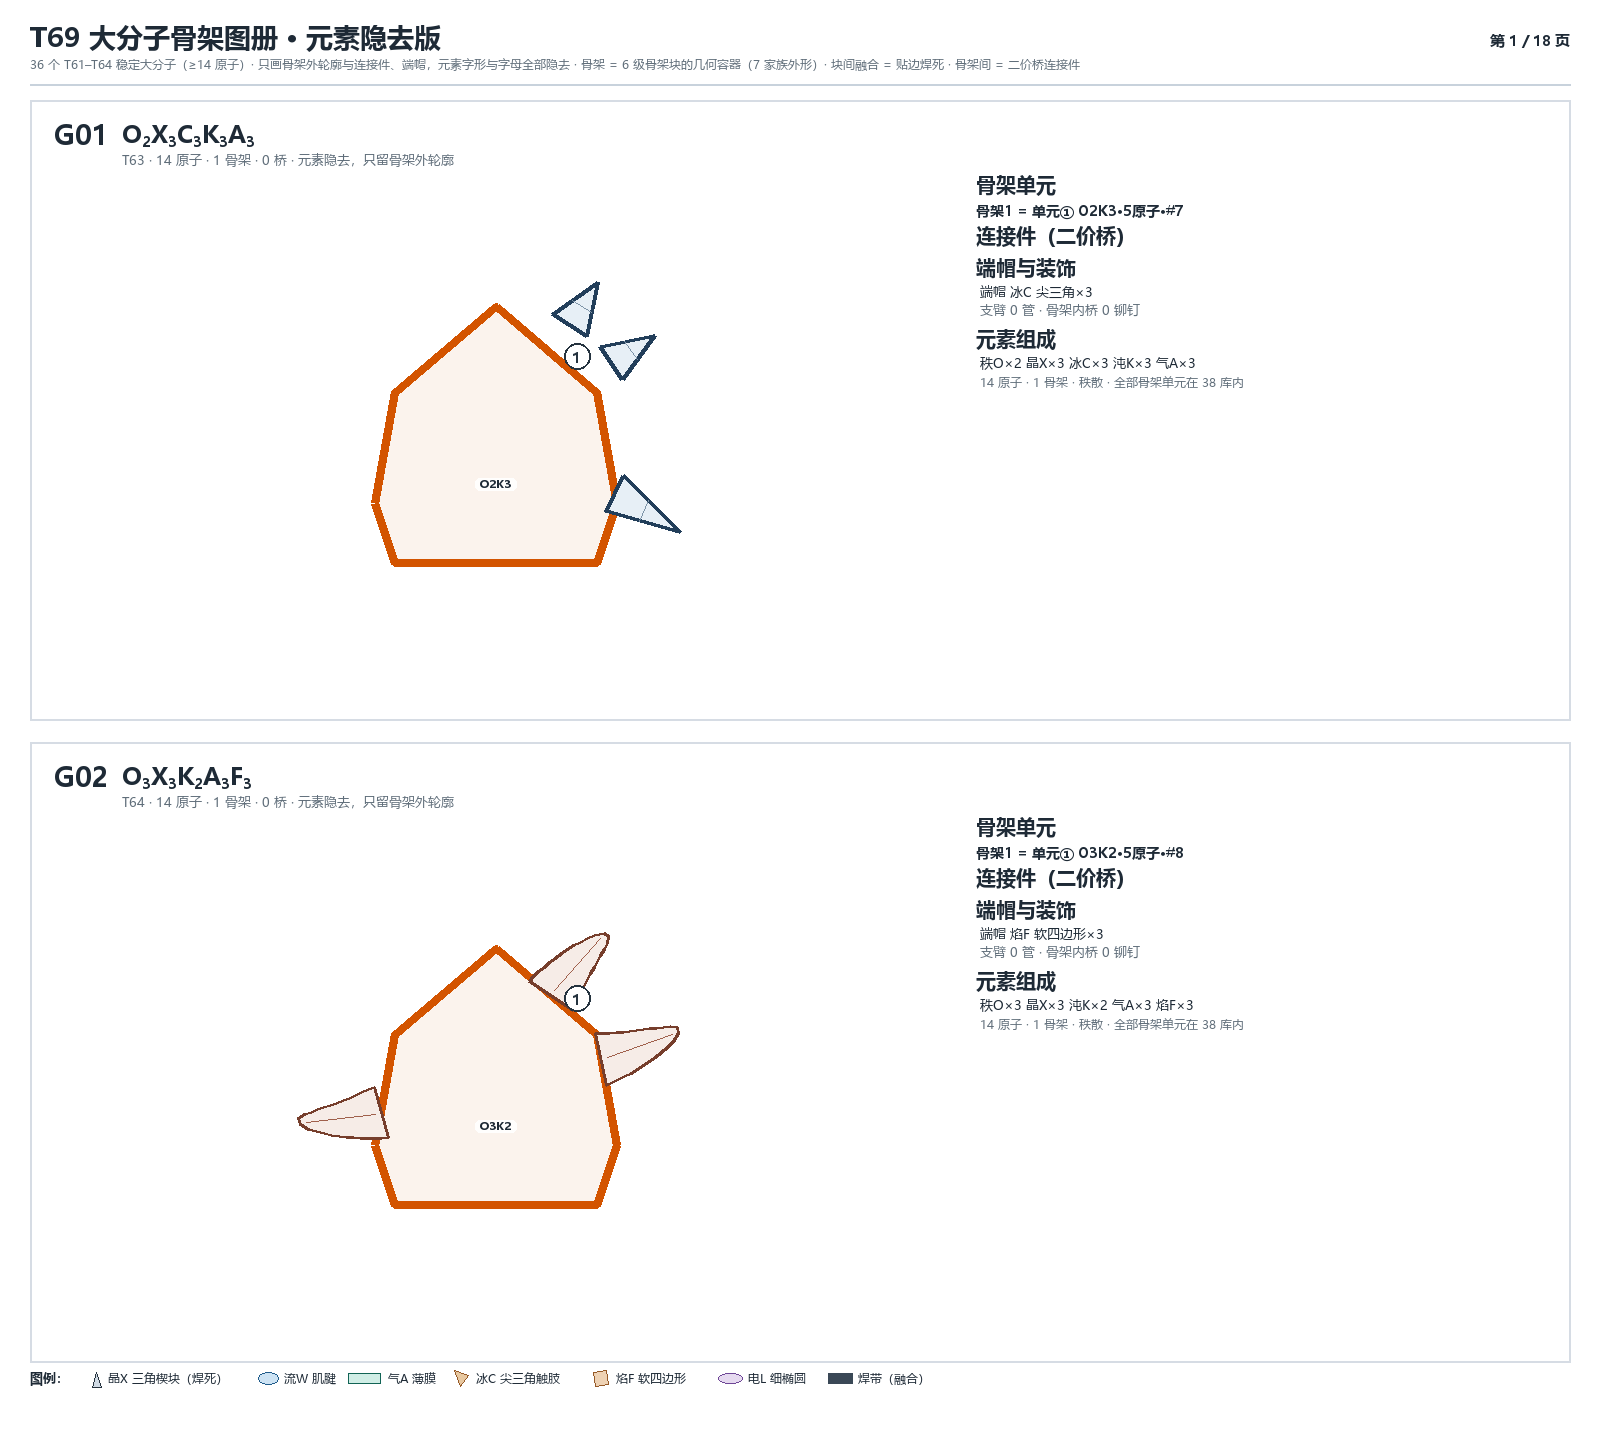 T69 大分子骨架图册 • 元素隐去版
第 1 / 18 页
36 个 T61–T64 稳定大分子（≥14 原子）· 只画骨架外轮廓与连接件、端帽，元素字形与字母全部隐去 · 骨架 = 6 级骨架块的几何容器（7 家族外形）· 块间融合 = 贴边焊死 · 骨架间 = 二价桥连接件
G01 O₂X₃C₃K₃A₃
T63 · 14 原子 · 1 骨架 · 0 桥 · 元素隐去，只留骨架外轮廓
骨架单元
骨架1 = 单元① O2K3•5原子•#7
连接件（二价桥）
端帽与装饰
端帽 冰C 尖三角×3
支臂 0 管 · 骨架内桥 0 铆钉
元素组成
秩O×2 晶X×3 冰C×3 沌K×3 气A×3
14 原子 · 1 骨架 · 秩散 · 全部骨架单元在 38 库内
1
O2K3
G02 O₃X₃K₂A₃F₃
T64 · 14 原子 · 1 骨架 · 0 桥 · 元素隐去，只留骨架外轮廓
骨架单元
骨架1 = 单元① O3K2•5原子•#8
连接件（二价桥）
端帽与装饰
端帽 焰F 软四边形×3
支臂 0 管 · 骨架内桥 0 铆钉
元素组成
秩O×3 晶X×3 沌K×2 气A×3 焰F×3
14 原子 · 1 骨架 · 秩散 · 全部骨架单元在 38 库内
1
O3K2
图例： 晶X 三角楔块（焊死） 流W 肌腱 气A 薄膜 冰C 尖三角触肢 焰F 软四边形 电L 细椭圆 焊带（融合）